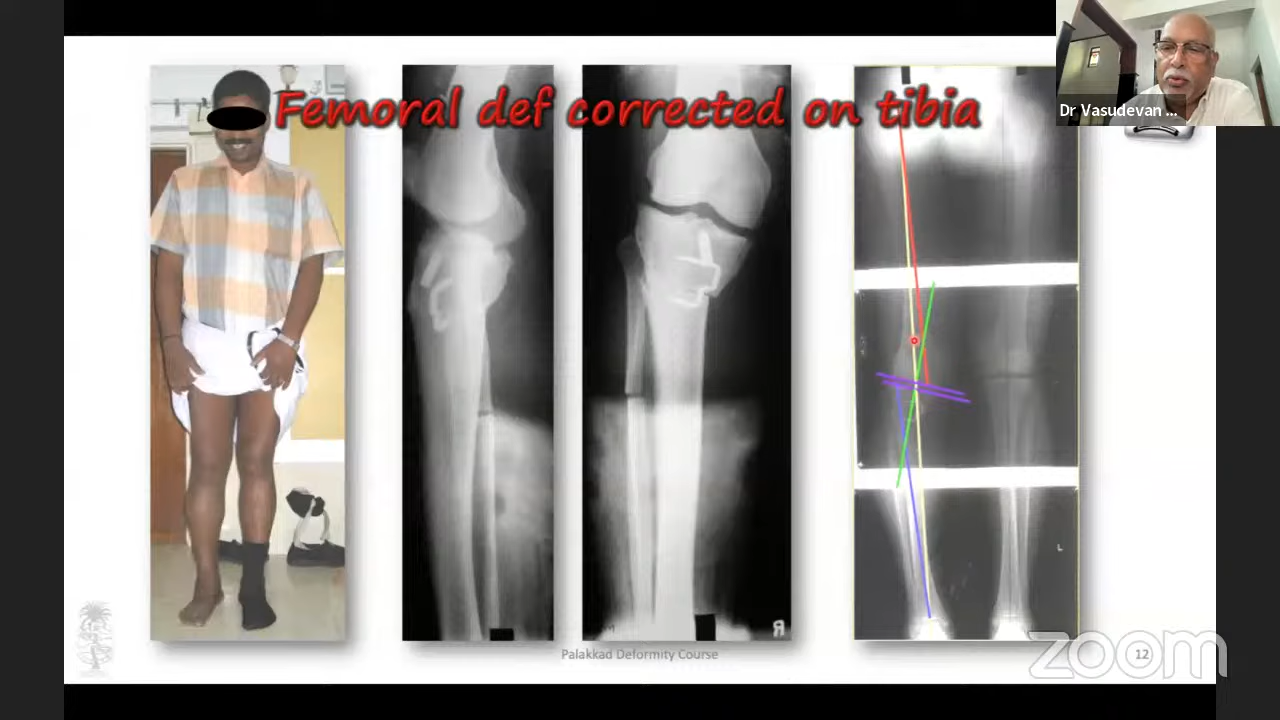 Femoral def corrected on tibia
Dr Vasudevan ...
R
L
Palakkad Deformity Course
12
zoom